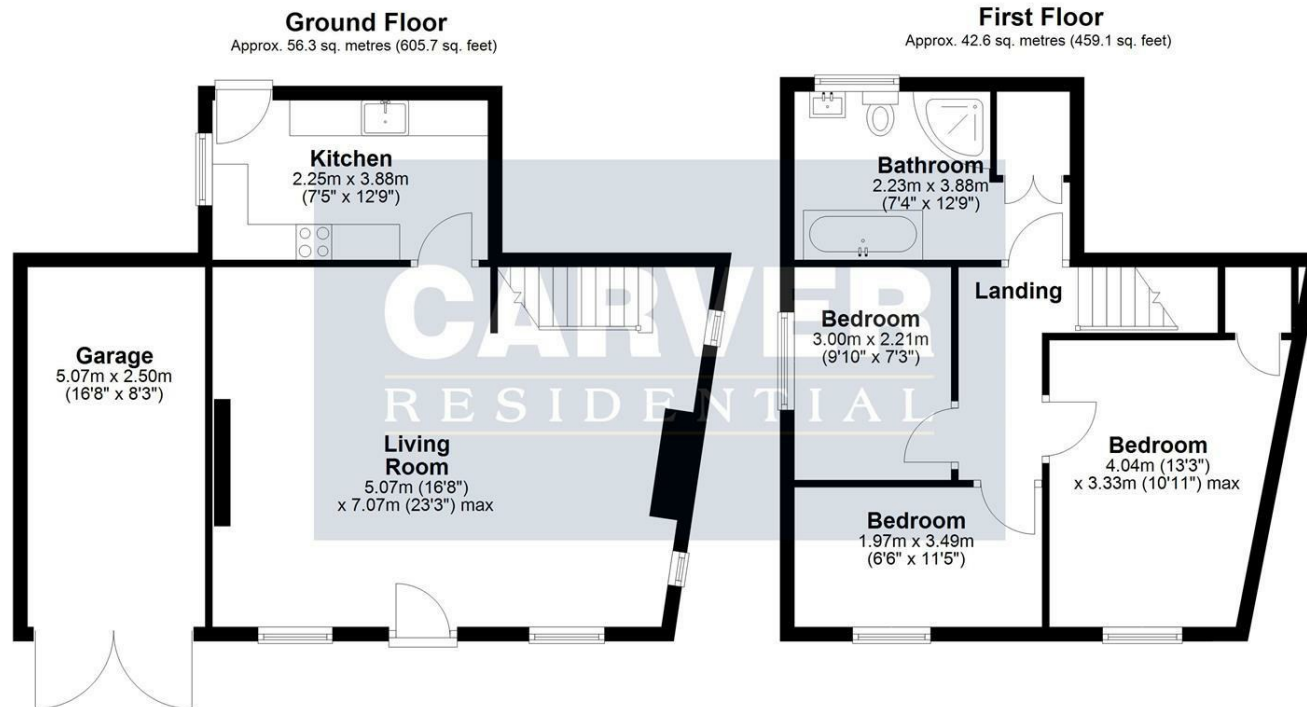 Ground Floor
Approx. 56.3 sq. metres (605.7 sq. feet)
Kitchen
2.25m x 3.88m
(7'5" x 12'9")
Garage
5.07m x 2.50m
(16'8" x 8'3")
Living
Room
5.07m (16'8")
x 7.07m (23'3") max
First Floor
Approx. 42.6 sq. metres (459.1 sq. feet)
Bathroom
2.23m x 3.88m
(7'4" x 12'9")
Landing
Bedroom
3.00m x 2.21m
(9'10" x 7'3")
Bedroom
4.04m (13'3")
x 3.33m (10'11") max
Bedroom
1.97m x 3.49m
(6'6" x 11'5")
CARVER
RESIDENTIAL